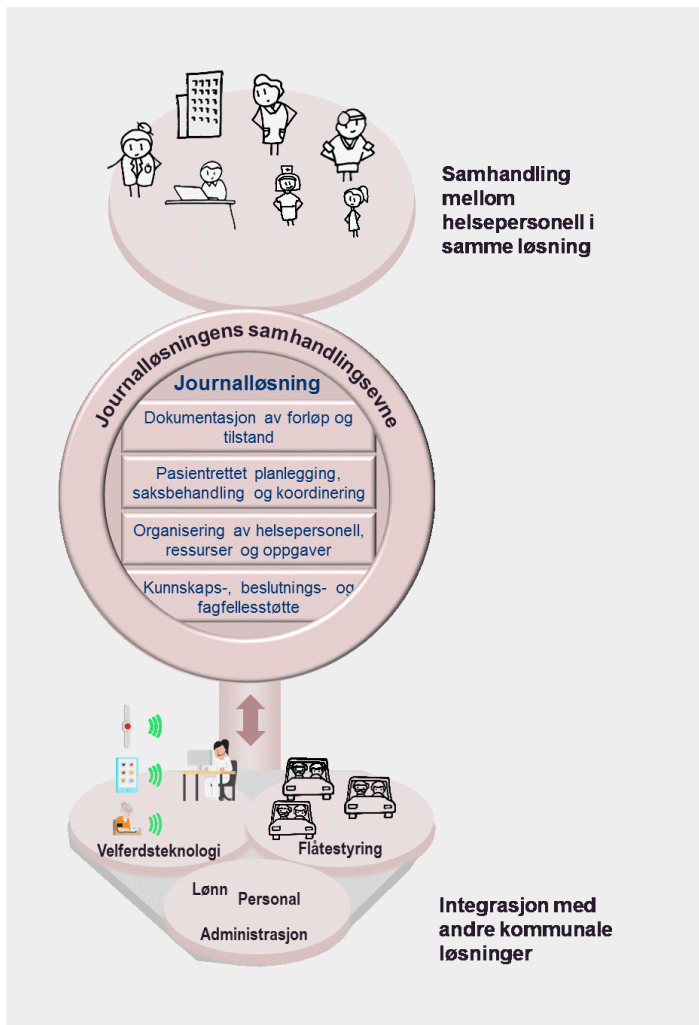 Samhandling
mellom
helsepersonell i
samme løsning
Journalløsningens samhandlingsevne
Journalløsning
Dokumentasjon av forløp og
tilstand
Pasientrettet planlegging,
saksbehandling og koordinering
Organisering av helsepersonell,
ressurser og oppgaver
Kunnskaps-, beslutnings- og
fagfellesstøtte
Velferdsteknologi
Flåtestyring
Lønn
Personal
Administrasjon
Integrasjon med
andre kommunale
løsninger